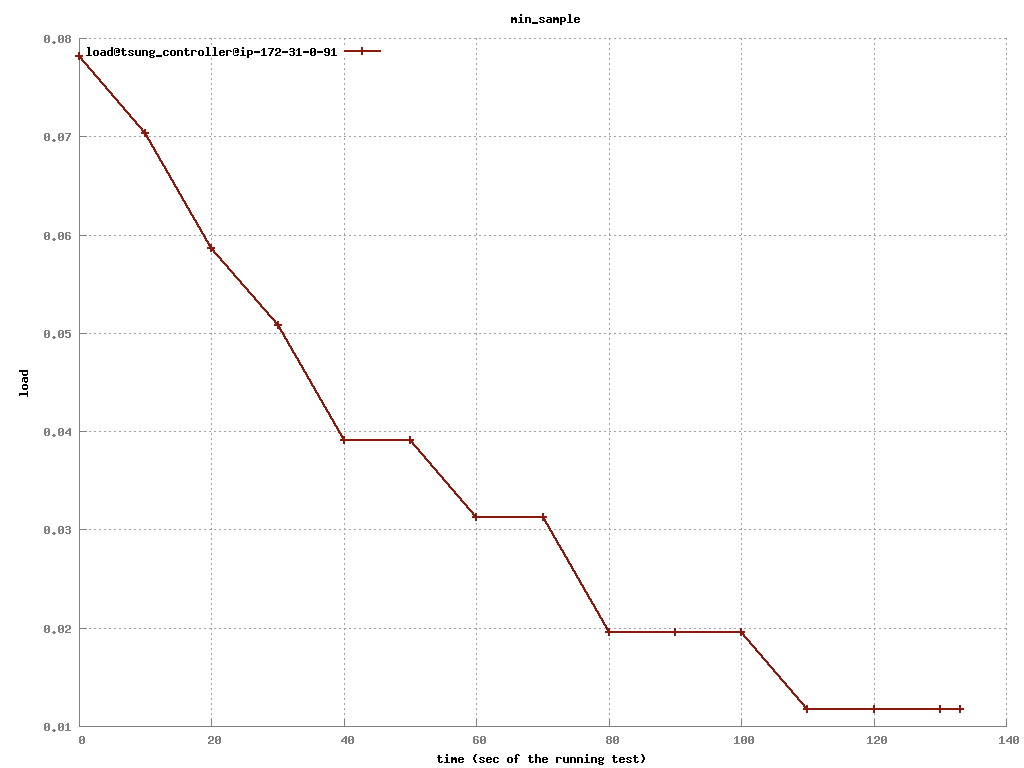 min_sample
load@tsung_controller@ip-172-31-0-91
0.08
0.07
0.06
0.05
0.04
0.03
0.02
0.01
load
0 20 40 60 80 100 120 140
time (sec of the running test)